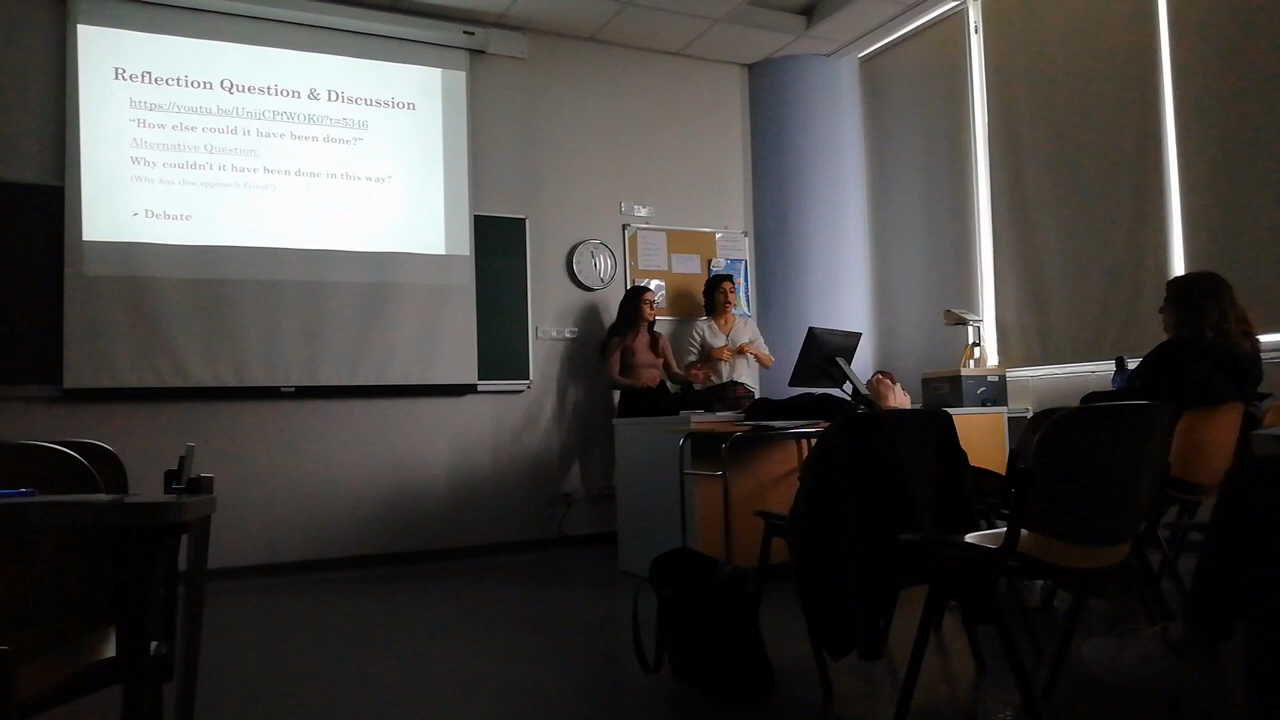 Reflection Question & Discussion
https://youtu.be/UnijCPfWOK0?t=5346
“How else could it have been done?”
Alternative Question:
Why couldn’t it have been done in this way?
(Why has this approach failed?)
➢ Debate